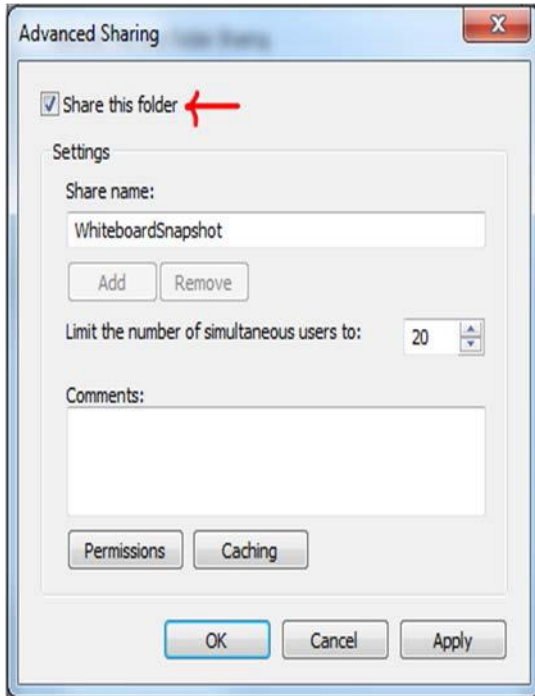 Advanced Sharing
Share this folder
Settings
Share name:
WhiteboardSnapshot
Add Remove
Limit the number of simultaneous users to: 20
Comments:
Permissions Caching
OK Cancel Apply